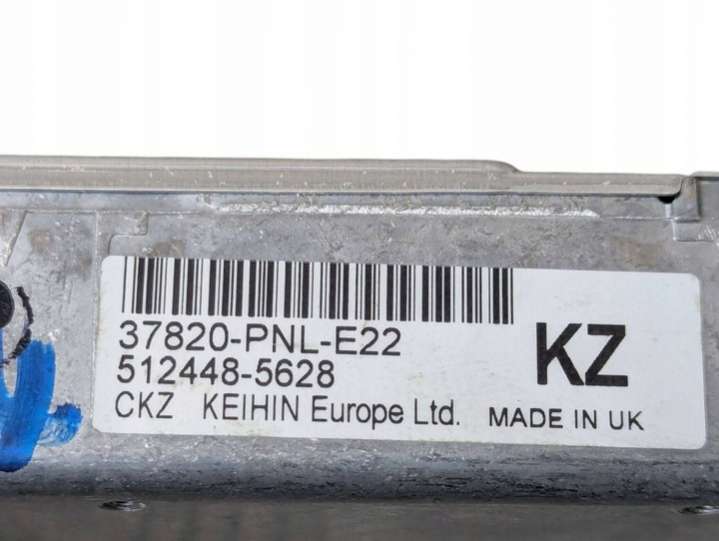 37820-PNL-E22
512448-5628
KZ
CKZ KEIHIN Europe Ltd. MADE IN UK